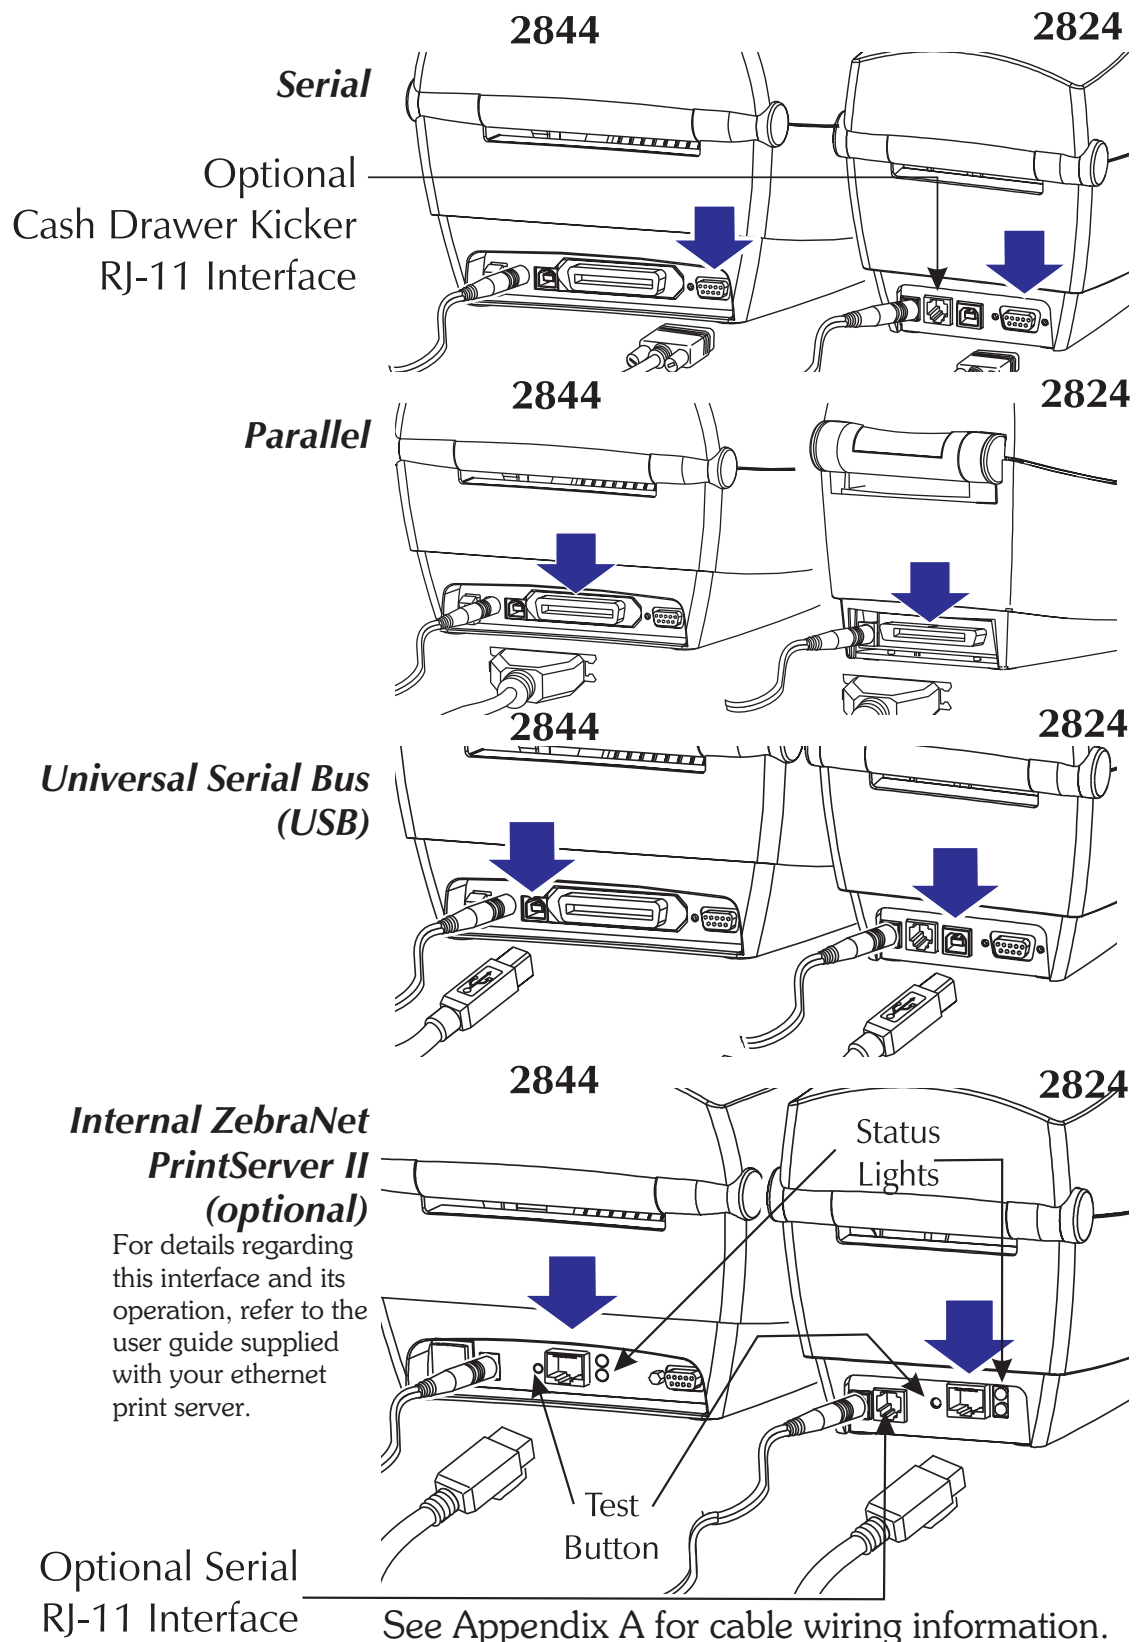 2844
2824
Serial
Optional
Cash Drawer Kicker
RJ-11 Interface
2844
2824
Parallel
2844
2824
Universal Serial Bus
(USB)
2844
2824
Internal ZebraNet
PrintServer II
(optional)
For details regarding
this interface and its
operation, refer to the
user guide supplied
with your ethernet
print server.
Status
Lights
Test
Button
Optional Serial
RJ-11 Interface
See Appendix A for cable wiring information.